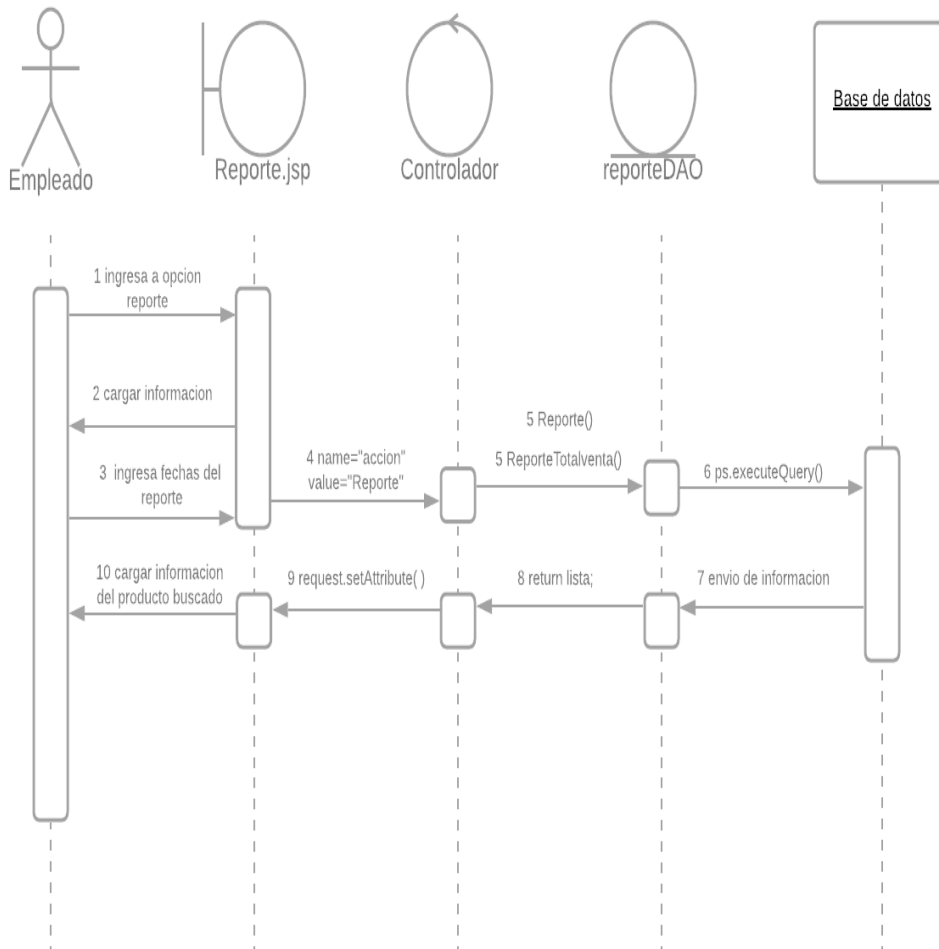 Base de datos
Empleado
Reporte.jsp
Controlador
reporteDAO
1 ingresa a opcion
reporte
2 cargar informacion
3 ingresa fechas del
reporte
4 name="accion"
value="Reporte"
5 Reporte()
5 ReporteTotalventa()
6 ps.executeQuery()
10 cargar informacion
del producto buscado
9 request.setAttribute( )
8 return lista;
7 envio de informacion